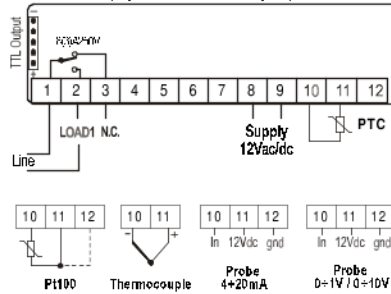 TTL Output
- +
1 2 3 4 5 6 7 8 9 10 11 12
LOAD1 N.C.
Supply
12Vac/dc
PTC
Line
10 11 12
Pt100
10 11
- +
Thermocouple
10 11 12
In 12Vdc gnd
Probe
4÷20mA
10 11 12
In 12Vdc gnd
Probe
0÷1V / 0÷10V